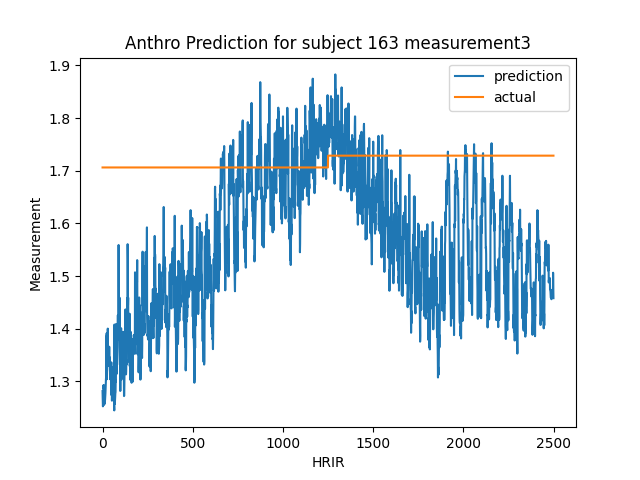 Anthro Prediction for subject 163 measurement3
prediction
actual
1.9
1.8
1.7
1.6
1.5
1.4
1.3
Measurement
0 500 1000 1500 2000 2500
HRIR